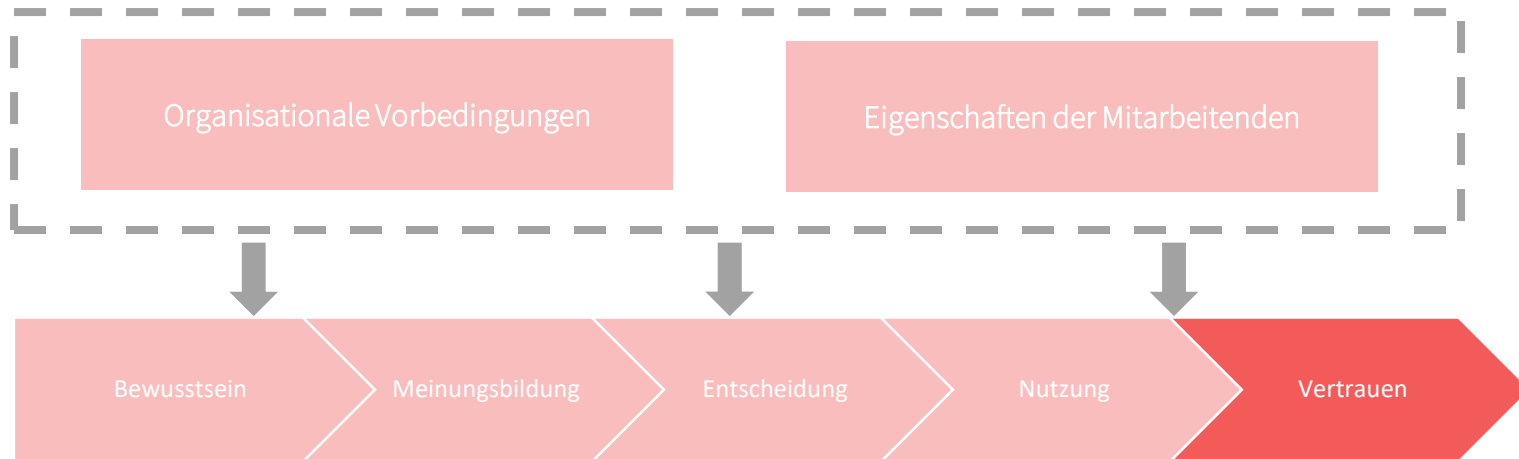 Organisationale Vorbedingungen
Eigenschaften der Mitarbeitenden
Bewusstsein
Meinungsbildung
Entscheidung
Nutzung
Vertrauen